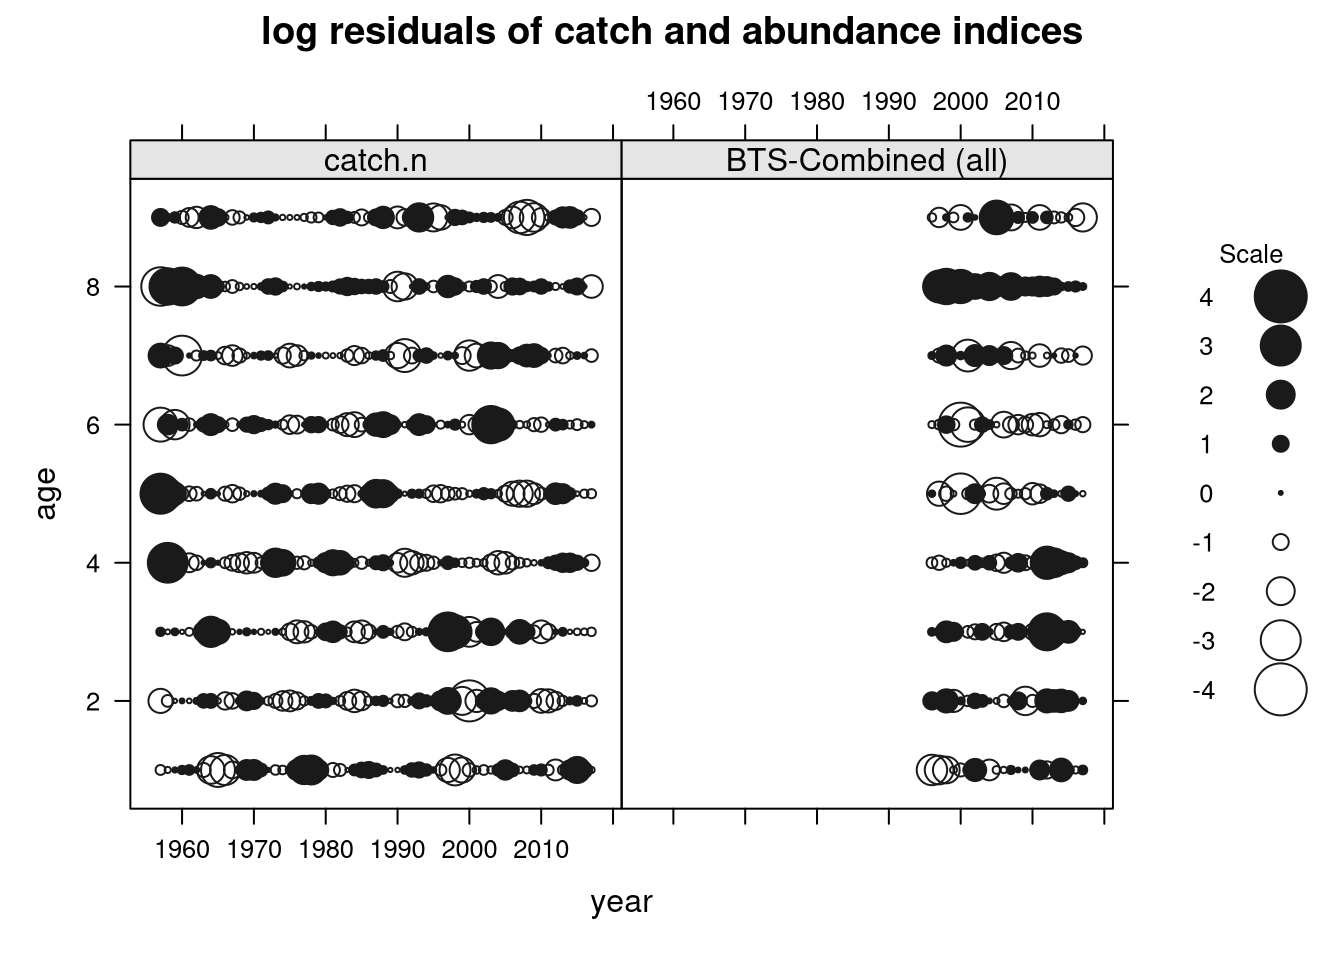 log residuals of catch and abundance indices
1960 1970 1980 1990 2000 2010
catch.n BTS-Combined (all)
Scale
4
3
2
1
0
-1
-2
-3
-4
8
6
4
2
age
1960 1970 1980 1990 2000 2010
year